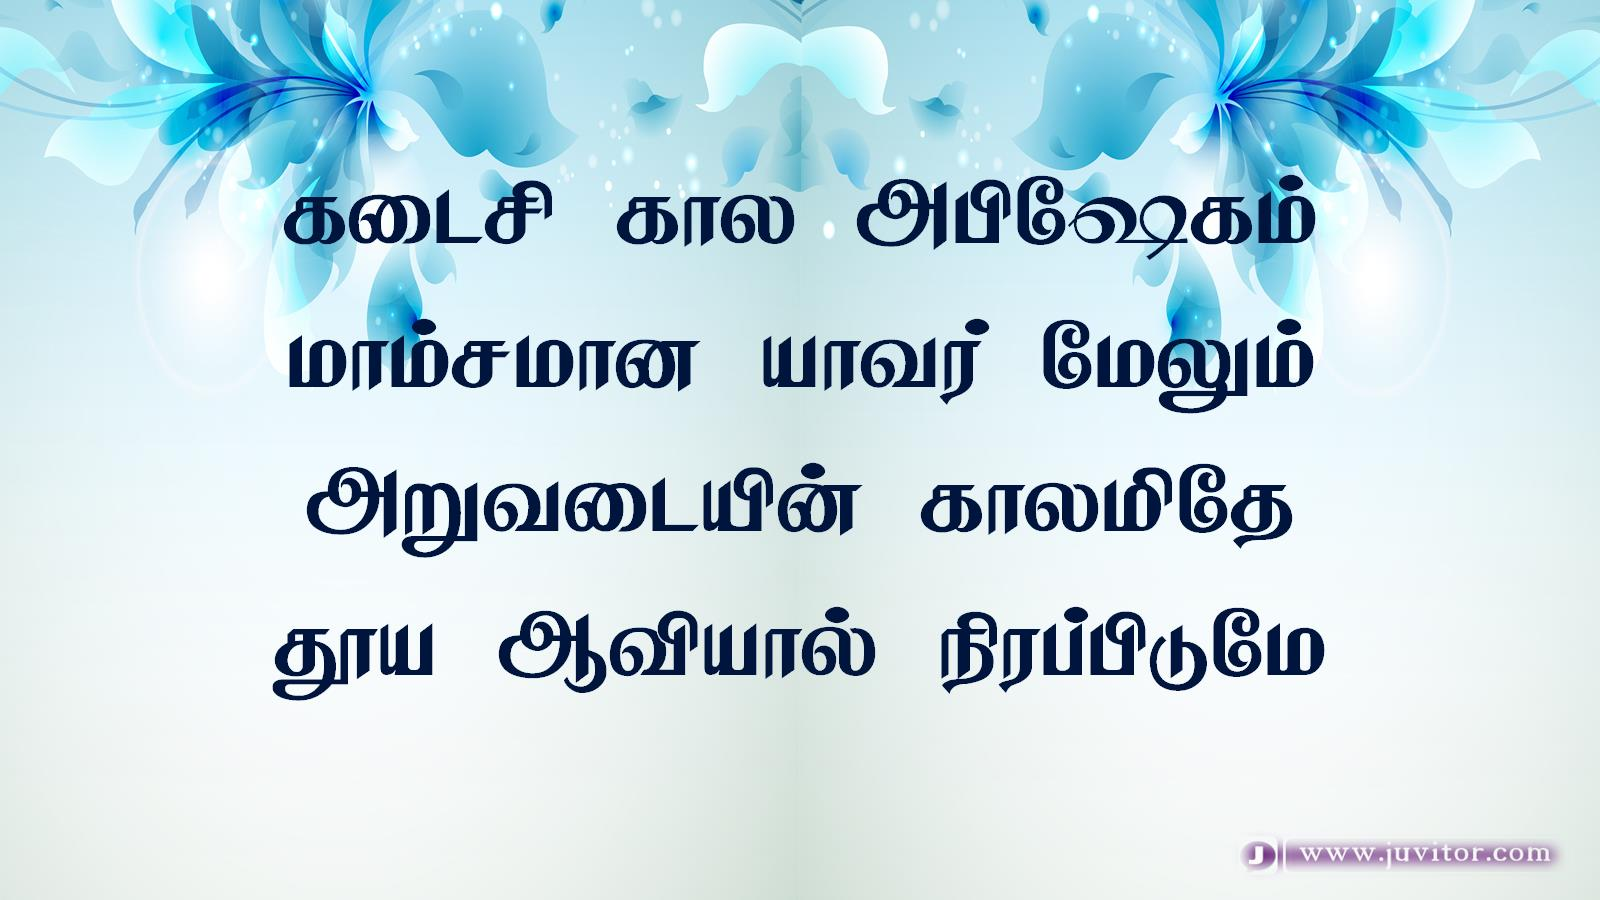 கடைசி கால அபிஷேகம்
மாம்சமான யாவர் மேலும்
அறுவடையின் காலமிதே
தூய ஆவியால் நிரப்பிடுமே
J www.juvitor.com